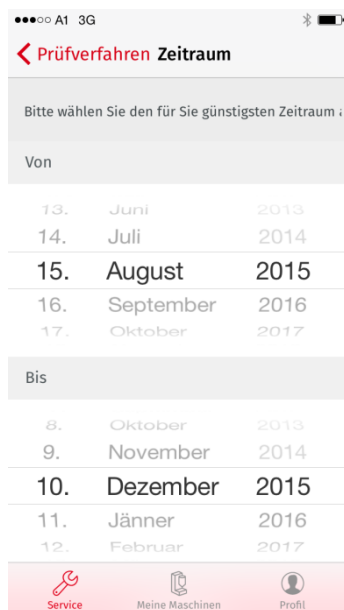 A1 3G
Prüfverfahren Zeitraum
Bitte wählen Sie den für Sie günstigsten Zeitraum
Von
13. Juni 2013
14. Juli 2014
15. August 2015
16. September 2016
17. Oktober 2017
Bis
8. Oktober 2013
9. November 2014
10. Dezember 2015
11. Jänner 2016
12. Februar 2017
Service Meine Maschinen Profil